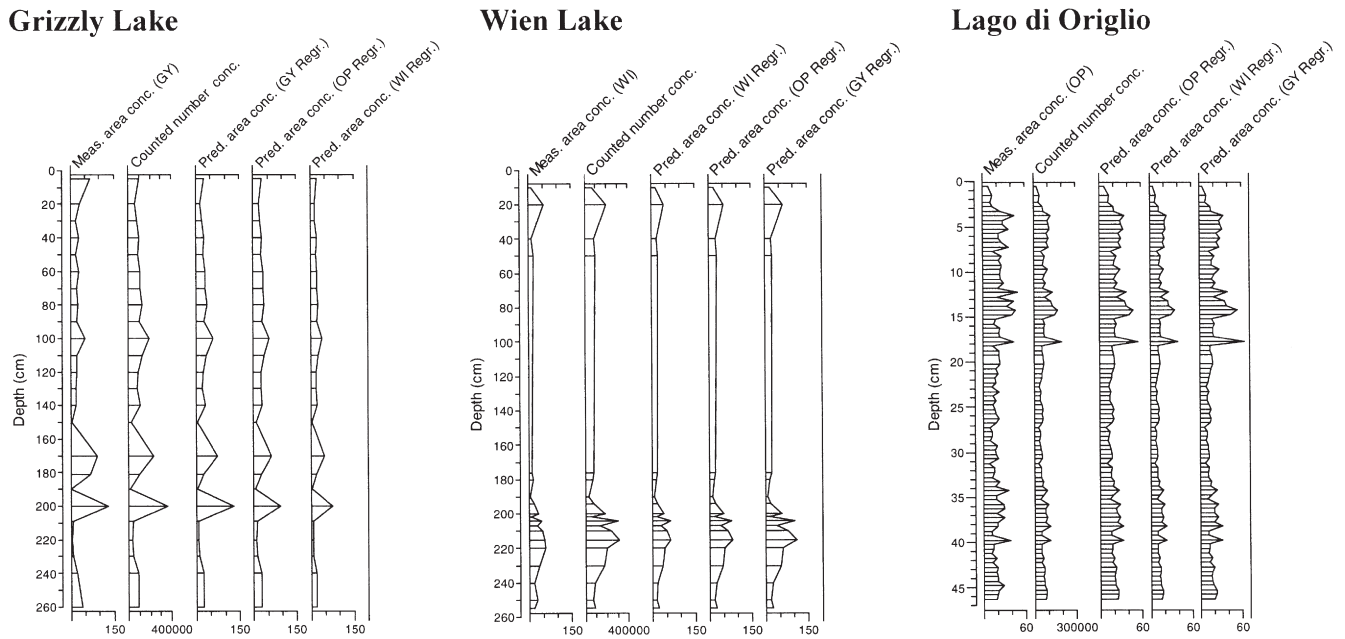 Grizzly Lake
Wien Lake
Lago di Origlio
Meas. area conc. (GY)
Counted number conc.
Pred. area conc. (GY Regr.)
Pred. area conc. (OP Regr.)
Pred. area conc. (WI Regr.)
Depth (cm)
0
20
40
60
80
100
120
140
160
180
200
220
240
260
150
400000
150
150
150
Meas. area conc. (WI)
Counted number conc.
Pred. area conc. (WI Regr.)
Pred. area conc. (OP Regr.)
Pred. area conc. (GY Regr.)
Depth (cm)
0
20
40
60
80
100
120
140
160
180
200
220
240
260
150
400000
150
150
150
Meas. area conc. (OP)
Counted number conc.
Pred. area conc. (OP Regr.)
Pred. area conc. (WI Regr.)
Pred. area conc. (GY Regr.)
Depth (cm)
0
5
10
15
20
25
30
35
40
45
60
300000
60
60
60